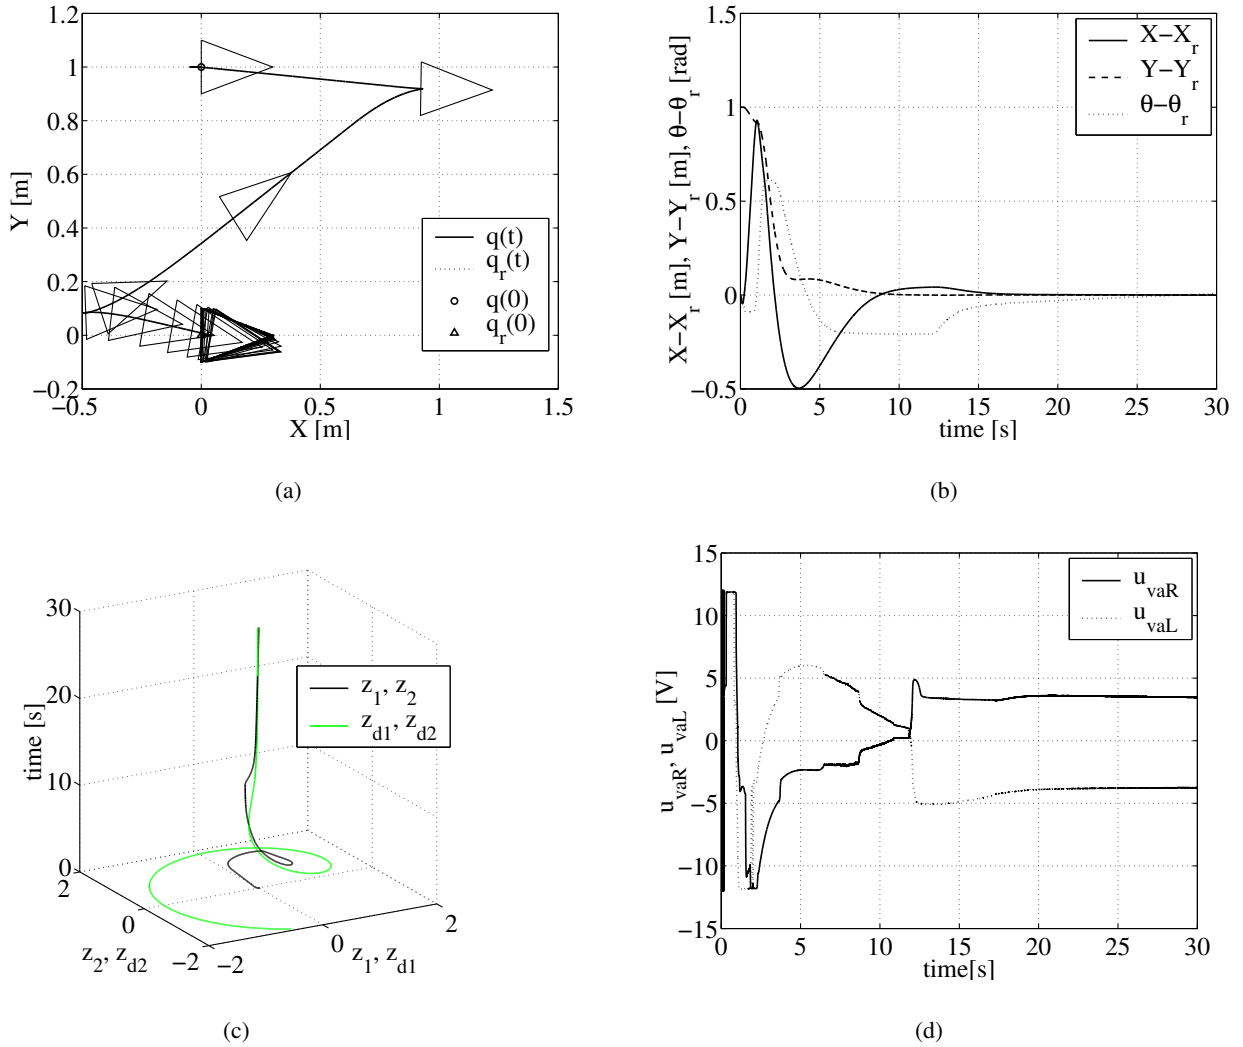 1.2
1
0.8
0.6
0.4
0.2
0
−0.2
−0.5
0
0.5
1
1.5
X [m]
Y [m]
q(t)
q_r(t)
q(0)
q_r(0)
(a)
1.5
1
0.5
0
−0.5
0
5
10
15
20
25
30
time [s]
X−X_r [m], Y−Y_r [m], θ−θ_r [rad]
X−X_r
Y−Y_r
θ−θ_r
(b)
30
20
10
0
time [s]
2
0
−2
z_2, z_d2
−2
0
2
z_1, z_d1
z_1, z_2
z_d1, z_d2
(c)
15
10
5
0
−5
−10
−15
0
5
10
15
20
25
30
time[s]
u_vaR, u_vaL [V]
u_vaR
u_vaL
(d)